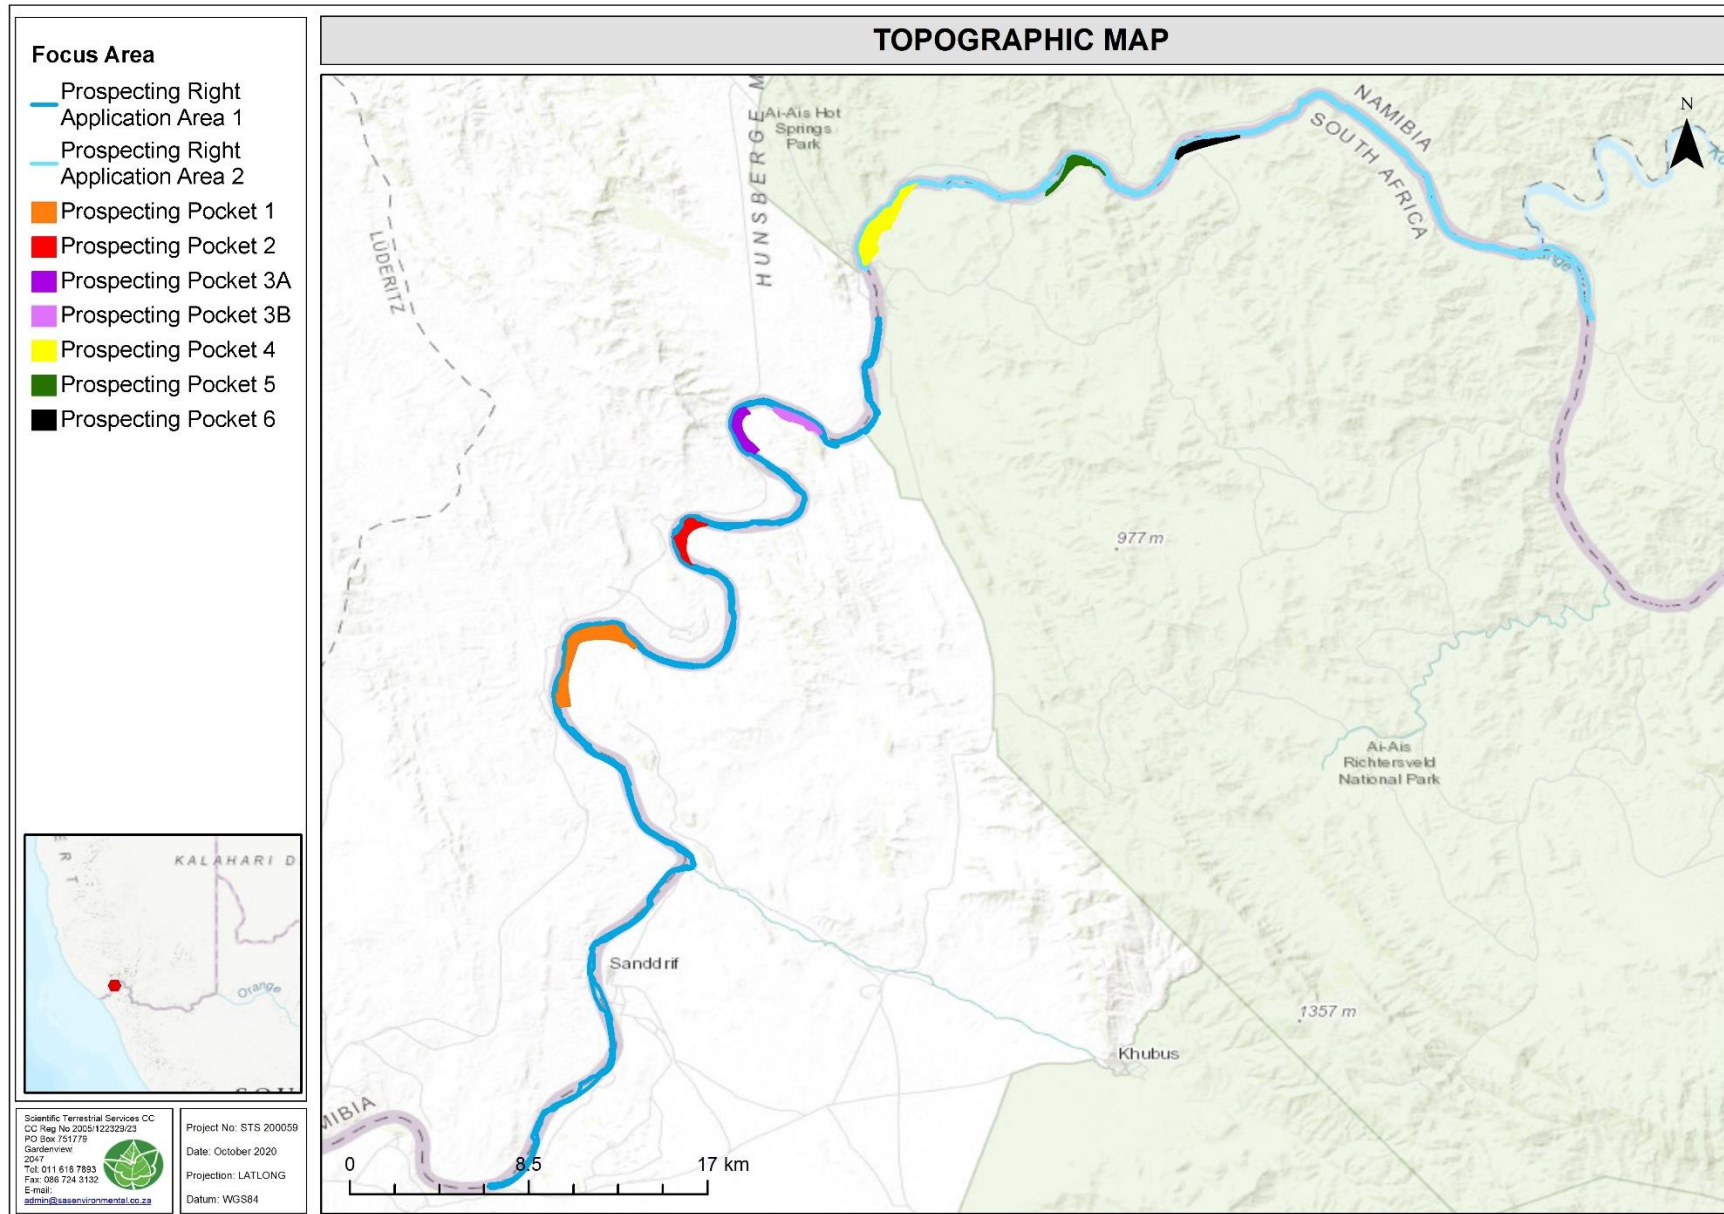 TOPOGRAPHIC MAP
Focus Area
Prospecting Right
Application Area 1
Prospecting Right
Application Area 2
Prospecting Pocket 1
Prospecting Pocket 2
Prospecting Pocket 3A
Prospecting Pocket 3B
Prospecting Pocket 4
Prospecting Pocket 5
Prospecting Pocket 6
KALAHARI D
Orange
Scientific Terrestrial Services CC
CC Reg No 2005/122329/23
PO Box 751779
Gardenview
2047
Tel: 011 616 7893
Fax: 086 724 3132
E-mail:
admin@sasenvironmental.co.za
Project No: STS 200059
Date: October 2020
Projection: LATLONG
Datum: WGS84
LÜDERITZ
HUNSBERGE M
Ai-Ais Hot
Springs
Park
NAMIBIA
SOUTH AFRICA
N
977 m
Ai-Ais
Richtersveld
National Park
Sanddrif
1357 m
Khubus
MIBIA
0 8.5 17 km